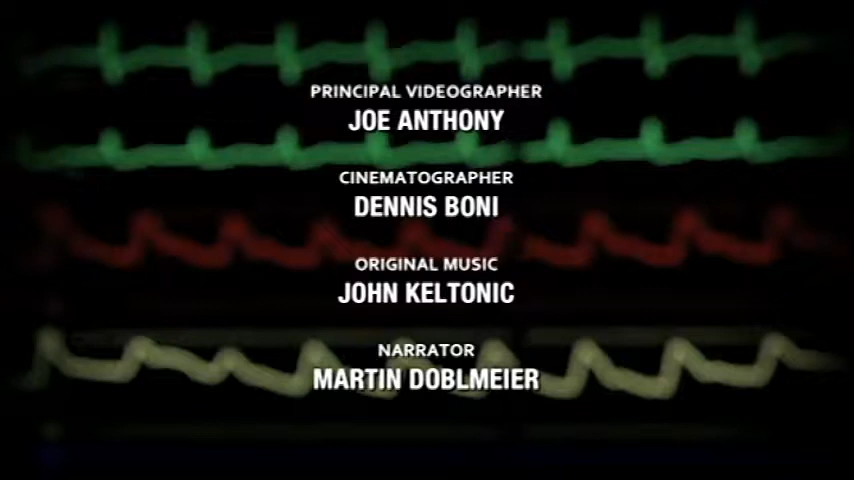 PRINCIPAL VIDEOGRAPHER
JOE ANTHONY
CINEMATOGRAPHER
DENNIS BONI
ORIGINAL MUSIC
JOHN KELTONIC
NARRATOR
MARTIN DOBLMEIER